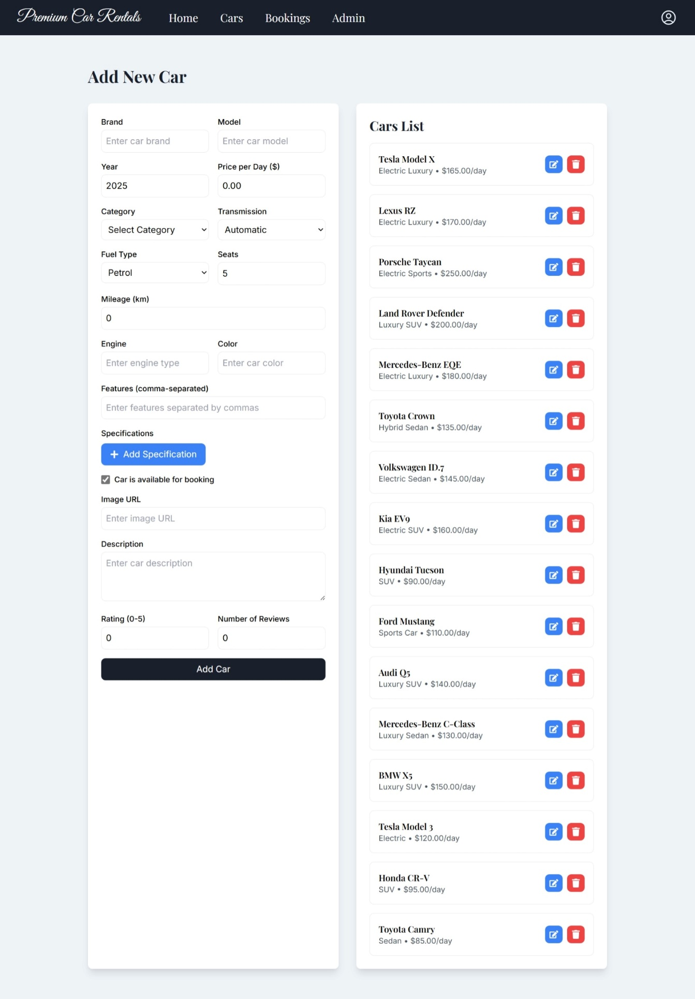 Premium Car Rentals Home Cars Bookings Admin
Add New Car
Brand Model
Enter car brand Enter car model
Year Price per Day ($)
2025 0.00
Category Transmission
Select Category Automatic
Fuel Type Seats
Petrol 5
Mileage (km)
0
Engine Color
Enter engine type Enter car color
Features (comma-separated)
Enter features separated by commas
Specifications
+ Add Specification
Car is available for booking
Image URL
Enter image URL
Description
Enter car description
Rating (0-5) Number of Reviews
0 0
Add Car
Cars List
Tesla Model X
Electric Luxury • $165.00/day
Lexus RZ
Electric Luxury • $170.00/day
Porsche Taycan
Electric Sports • $250.00/day
Land Rover Defender
Luxury SUV • $200.00/day
Mercedes-Benz EQE
Electric Luxury • $180.00/day
Toyota Crown
Hybrid Sedan • $135.00/day
Volkswagen ID.7
Electric Sedan • $145.00/day
Kia EV9
Electric SUV • $160.00/day
Hyundai Tucson
SUV • $90.00/day
Ford Mustang
Sports Car • $110.00/day
Audi Q5
Luxury SUV • $140.00/day
Mercedes-Benz C-Class
Luxury Sedan • $130.00/day
BMW X5
Luxury SUV • $150.00/day
Tesla Model 3
Electric • $120.00/day
Honda CR-V
SUV • $95.00/day
Toyota Camry
Sedan • $85.00/day